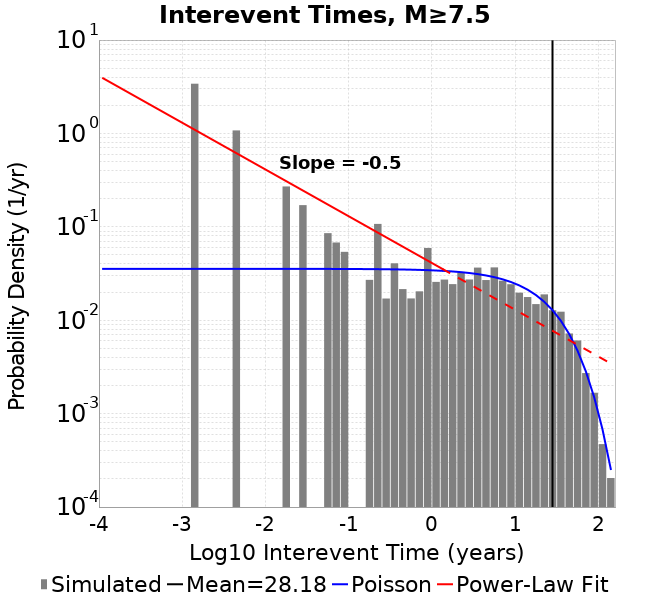 Interevent Times, M≥7.5
10^1
10^0
10^-1
10^-2
10^-3
10^-4
Probability Density (1/yr)
Slope = -0.5
-4 -3 -2 -1 0 1 2
Log10 Interevent Time (years)
Simulated Mean=28.18 Poisson Power-Law Fit